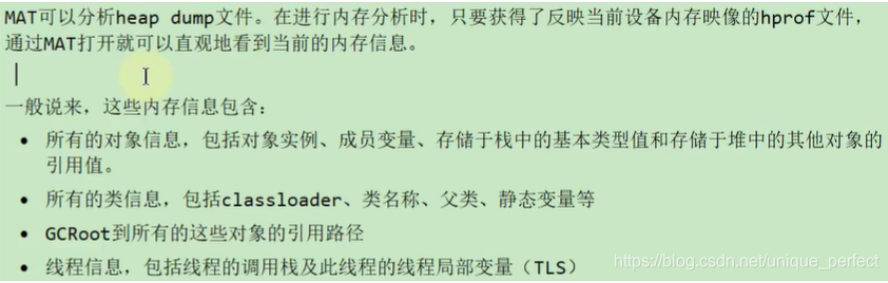 MAT可以分析heap dump文件。在进行内存分析时，只要获得了反映当前设备内存映像的hprof文件，
通过MAT打开就可以直观地看到当前的内存信息。
一般说来，这些内存信息包含：
• 所有的对象信息，包括对象实例、成员变量、存储于栈中的基本类型值和存储于堆中的其他对象的
引用值。
• 所有的类信息，包括classloader、类名称、父类、静态变量等
• GCRoot到所有的这些对象的引用路径
• 线程信息，包括线程的调用栈及此线程的线程局部变量（TLS）
https://blog.csdn.net/unique_perfect